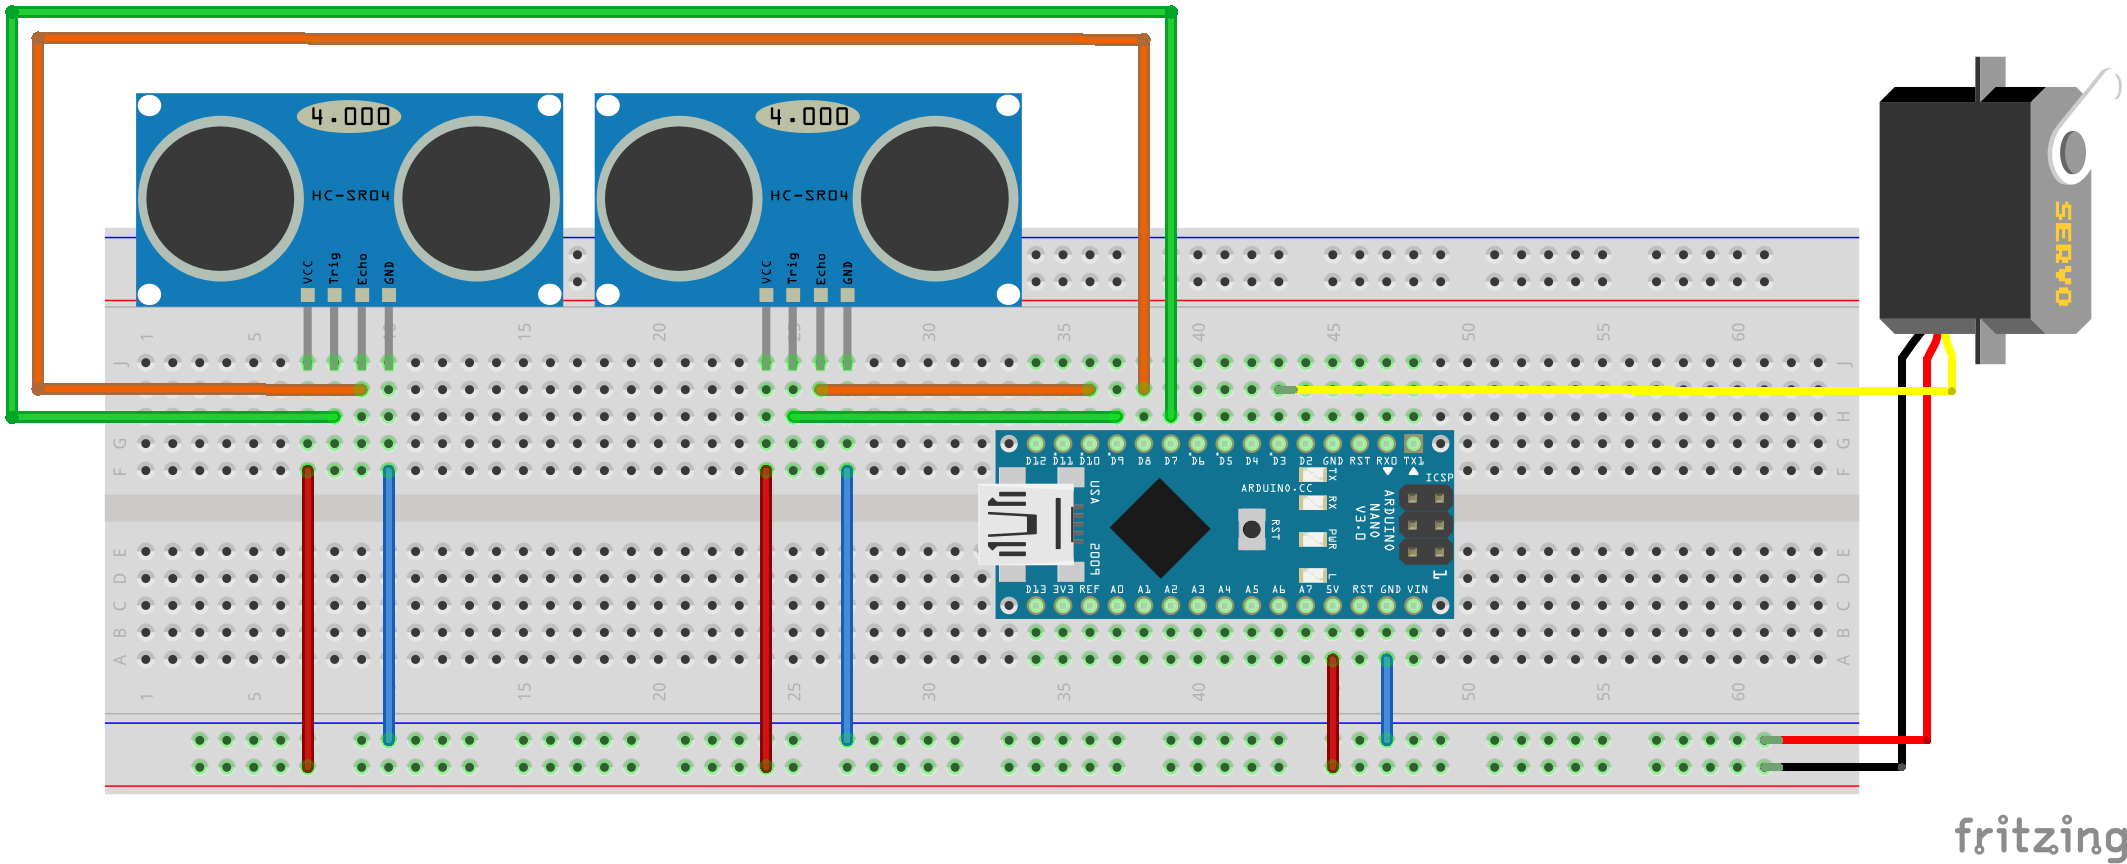 4.000 4.000
HC-SR04 HC-SR04
VCC Trig Echo GND VCC Trig Echo GND
SERVO
1 5 10 15 20 25 30 35 40 45 50 55 60
J J
H
G G
F F
D12 D11 D10 D9 D8 D7 D6 D5 D4 D3 D2 GND RST RX0 TX1
ICSP
ARDUINO.CC
TX
RX
PWR
L
RST
USA
2009
ARDUINO
NANO
V3.0
1
D13 3V3 REF A0 A1 A2 A3 A4 A5 A6 A7 5V RST GND VIN
E E
D D
C C
B B
A A
1 5 15 20 25 30 35 40 50 55 60
fritzing